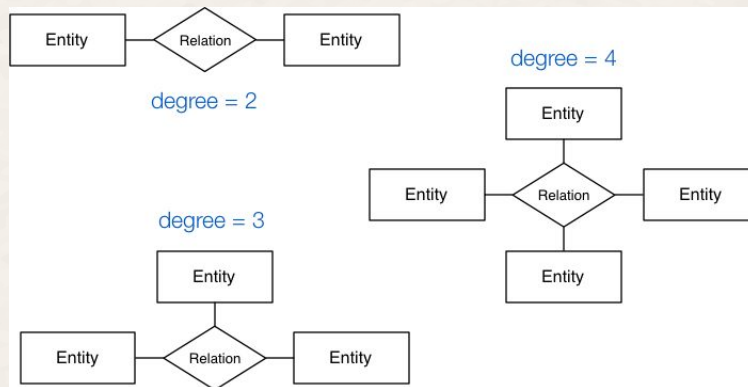 Entity
Relation
Entity
degree = 2
degree = 4
Entity
Entity
Relation
Entity
Entity
degree = 3
Entity
Entity
Relation
Entity